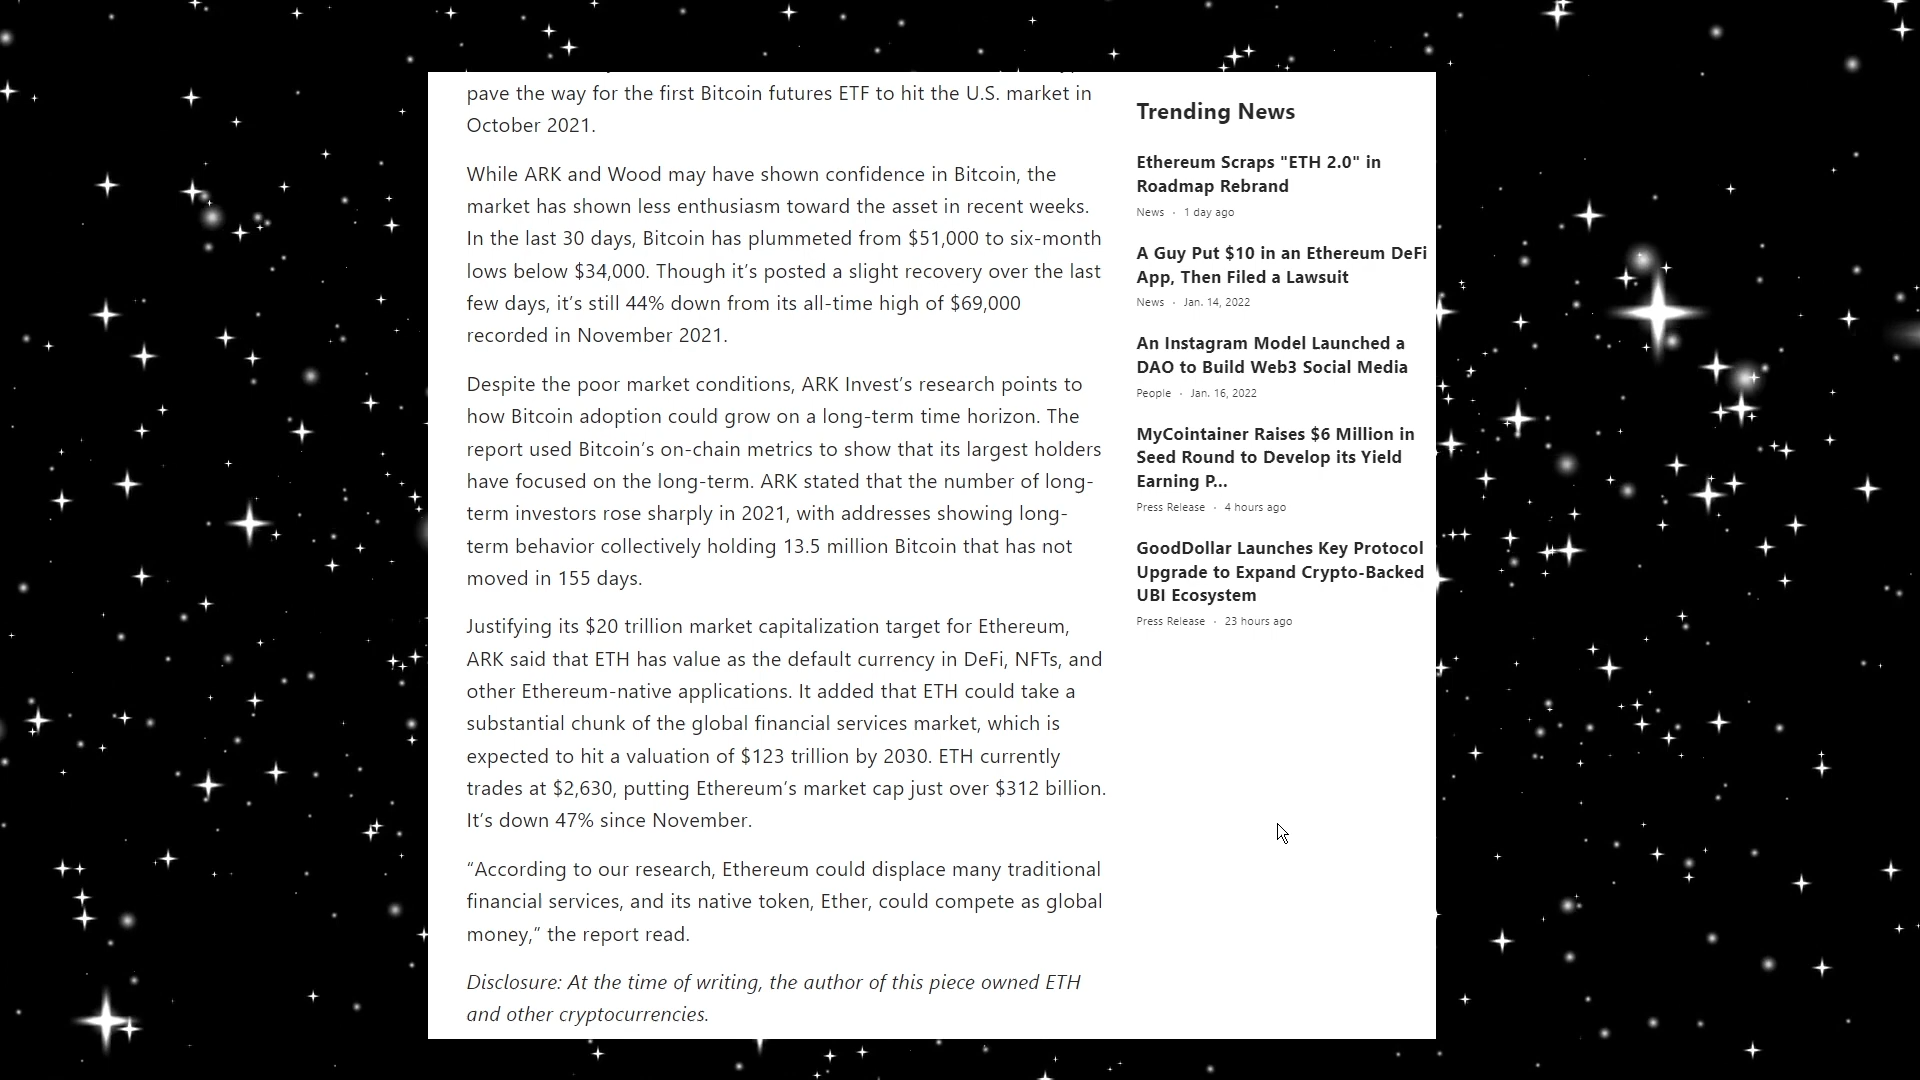 pave the way for the first Bitcoin futures ETF to hit the U.S. market in
October 2021.
While ARK and Wood may have shown confidence in Bitcoin, the
market has shown less enthusiasm toward the asset in recent weeks.
In the last 30 days, Bitcoin has plummeted from $51,000 to six-month
lows below $34,000. Though it’s posted a slight recovery over the last
few days, it’s still 44% down from its all-time high of $69,000
recorded in November 2021.
Despite the poor market conditions, ARK Invest’s research points to
how Bitcoin adoption could grow on a long-term time horizon. The
report used Bitcoin’s on-chain metrics to show that its largest holders
have focused on the long-term. ARK stated that the number of long-
term investors rose sharply in 2021, with addresses showing long-
term behavior collectively holding 13.5 million Bitcoin that has not
moved in 155 days.
Justifying its $20 trillion market capitalization target for Ethereum,
ARK said that ETH has value as the default currency in DeFi, NFTs, and
other Ethereum-native applications. It added that ETH could take a
substantial chunk of the global financial services market, which is
expected to hit a valuation of $123 trillion by 2030. ETH currently
trades at $2,630, putting Ethereum’s market cap just over $312 billion.
It’s down 47% since November.
“According to our research, Ethereum could displace many traditional
financial services, and its native token, Ether, could compete as global
money,” the report read.
Disclosure: At the time of writing, the author of this piece owned ETH
and other cryptocurrencies.
Trending News
Ethereum Scraps "ETH 2.0" in
Roadmap Rebrand
News · 1 day ago
A Guy Put $10 in an Ethereum DeFi
App, Then Filed a Lawsuit
News · Jan. 14, 2022
An Instagram Model Launched a
DAO to Build Web3 Social Media
People · Jan. 16, 2022
MyCointainer Raises $6 Million in
Seed Round to Develop its Yield
Earning P...
Press Release · 4 hours ago
GoodDollar Launches Key Protocol
Upgrade to Expand Crypto-Backed
UBI Ecosystem
Press Release · 23 hours ago